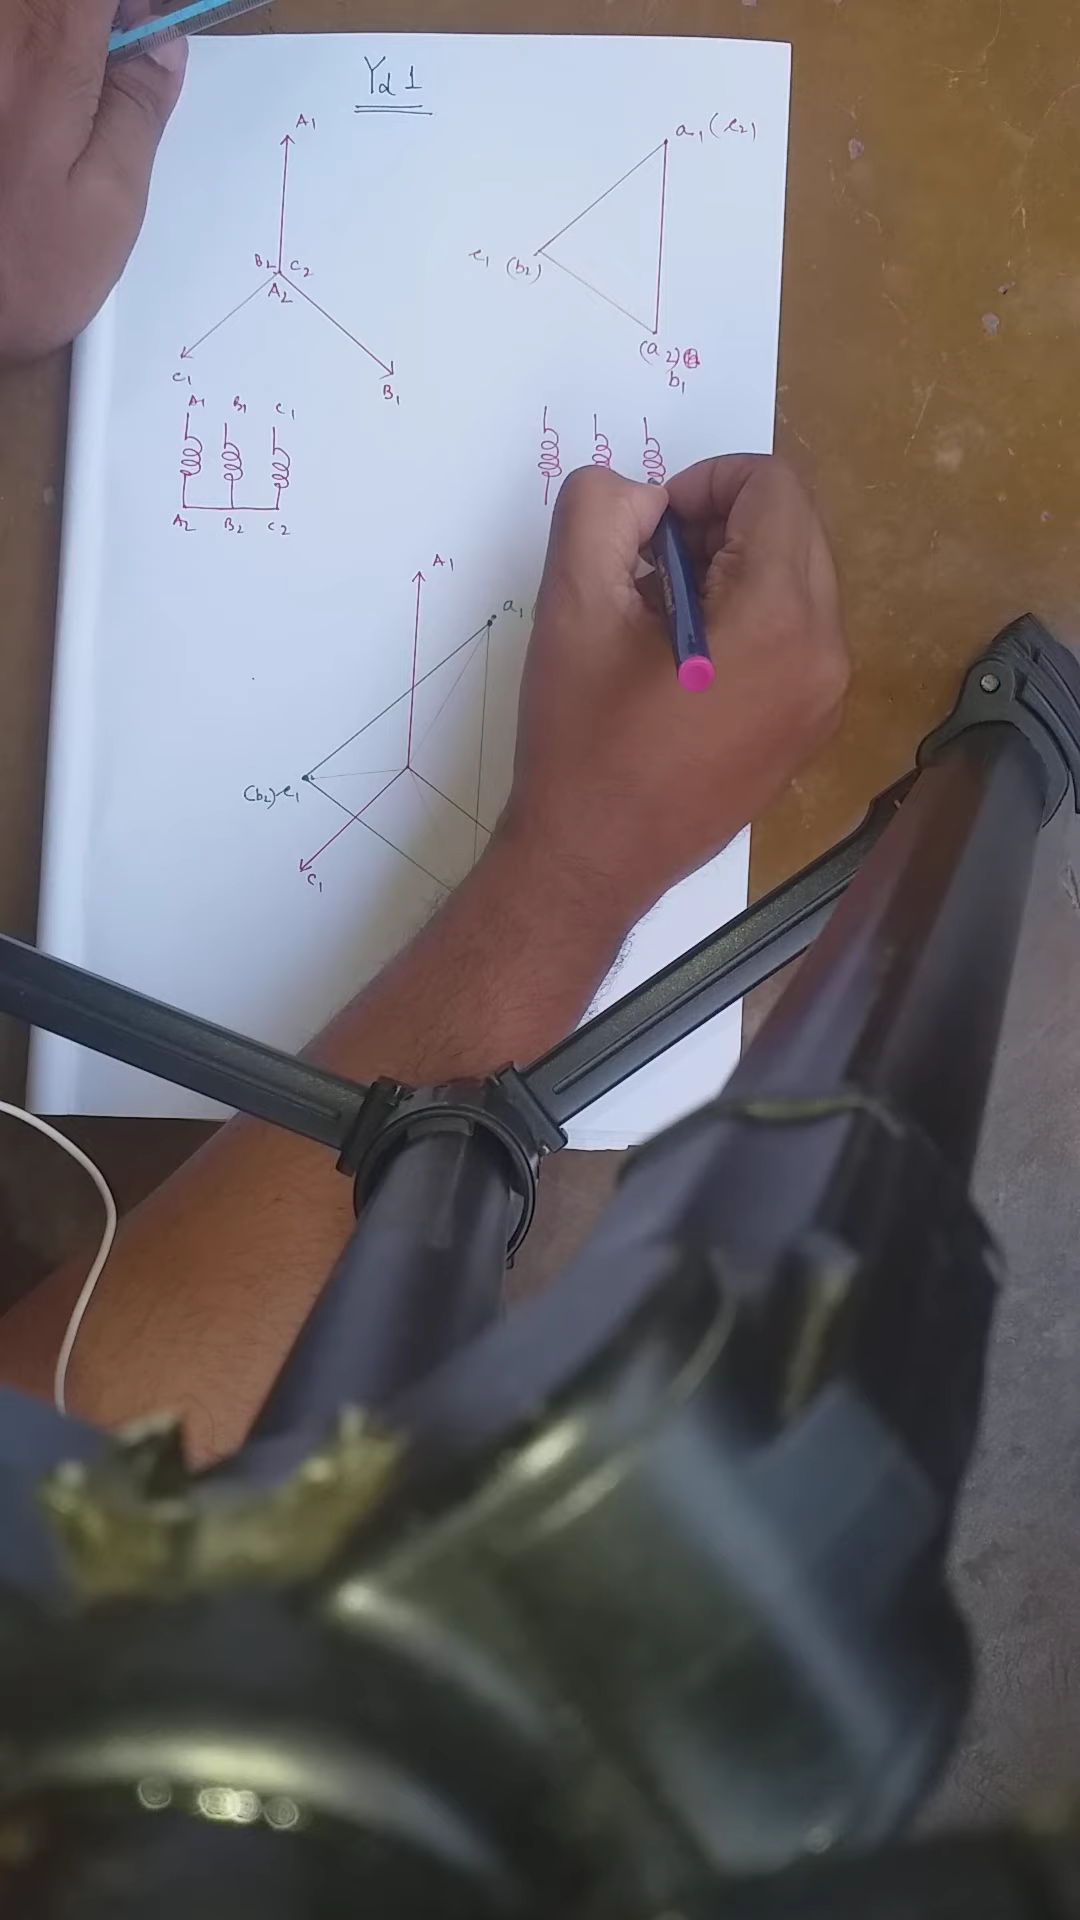 Yd 1
A1
a1 (c2)
B2 C2
A2
c1 (b2)
C1
B1
(a2)
b1
A1 B1 C1
A2 B2 C2
A1
a1
(b2) c1
C1